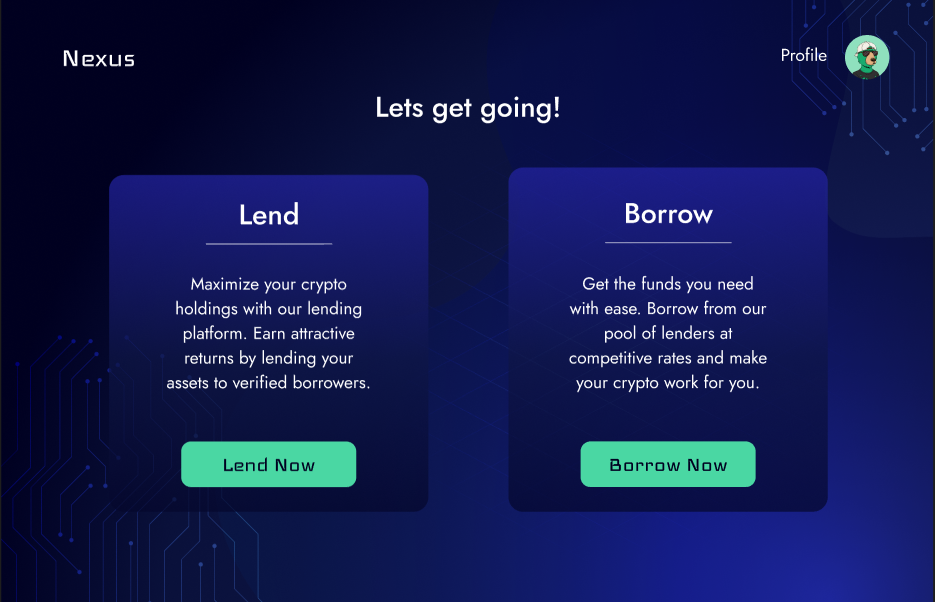 Nexus
Profile
Lets get going!
Lend
Maximize your crypto
holdings with our lending
platform. Earn attractive
returns by lending your
assets to verified borrowers.
Lend Now
Borrow
Get the funds you need
with ease. Borrow from our
pool of lenders at
competitive rates and make
your crypto work for you.
Borrow Now